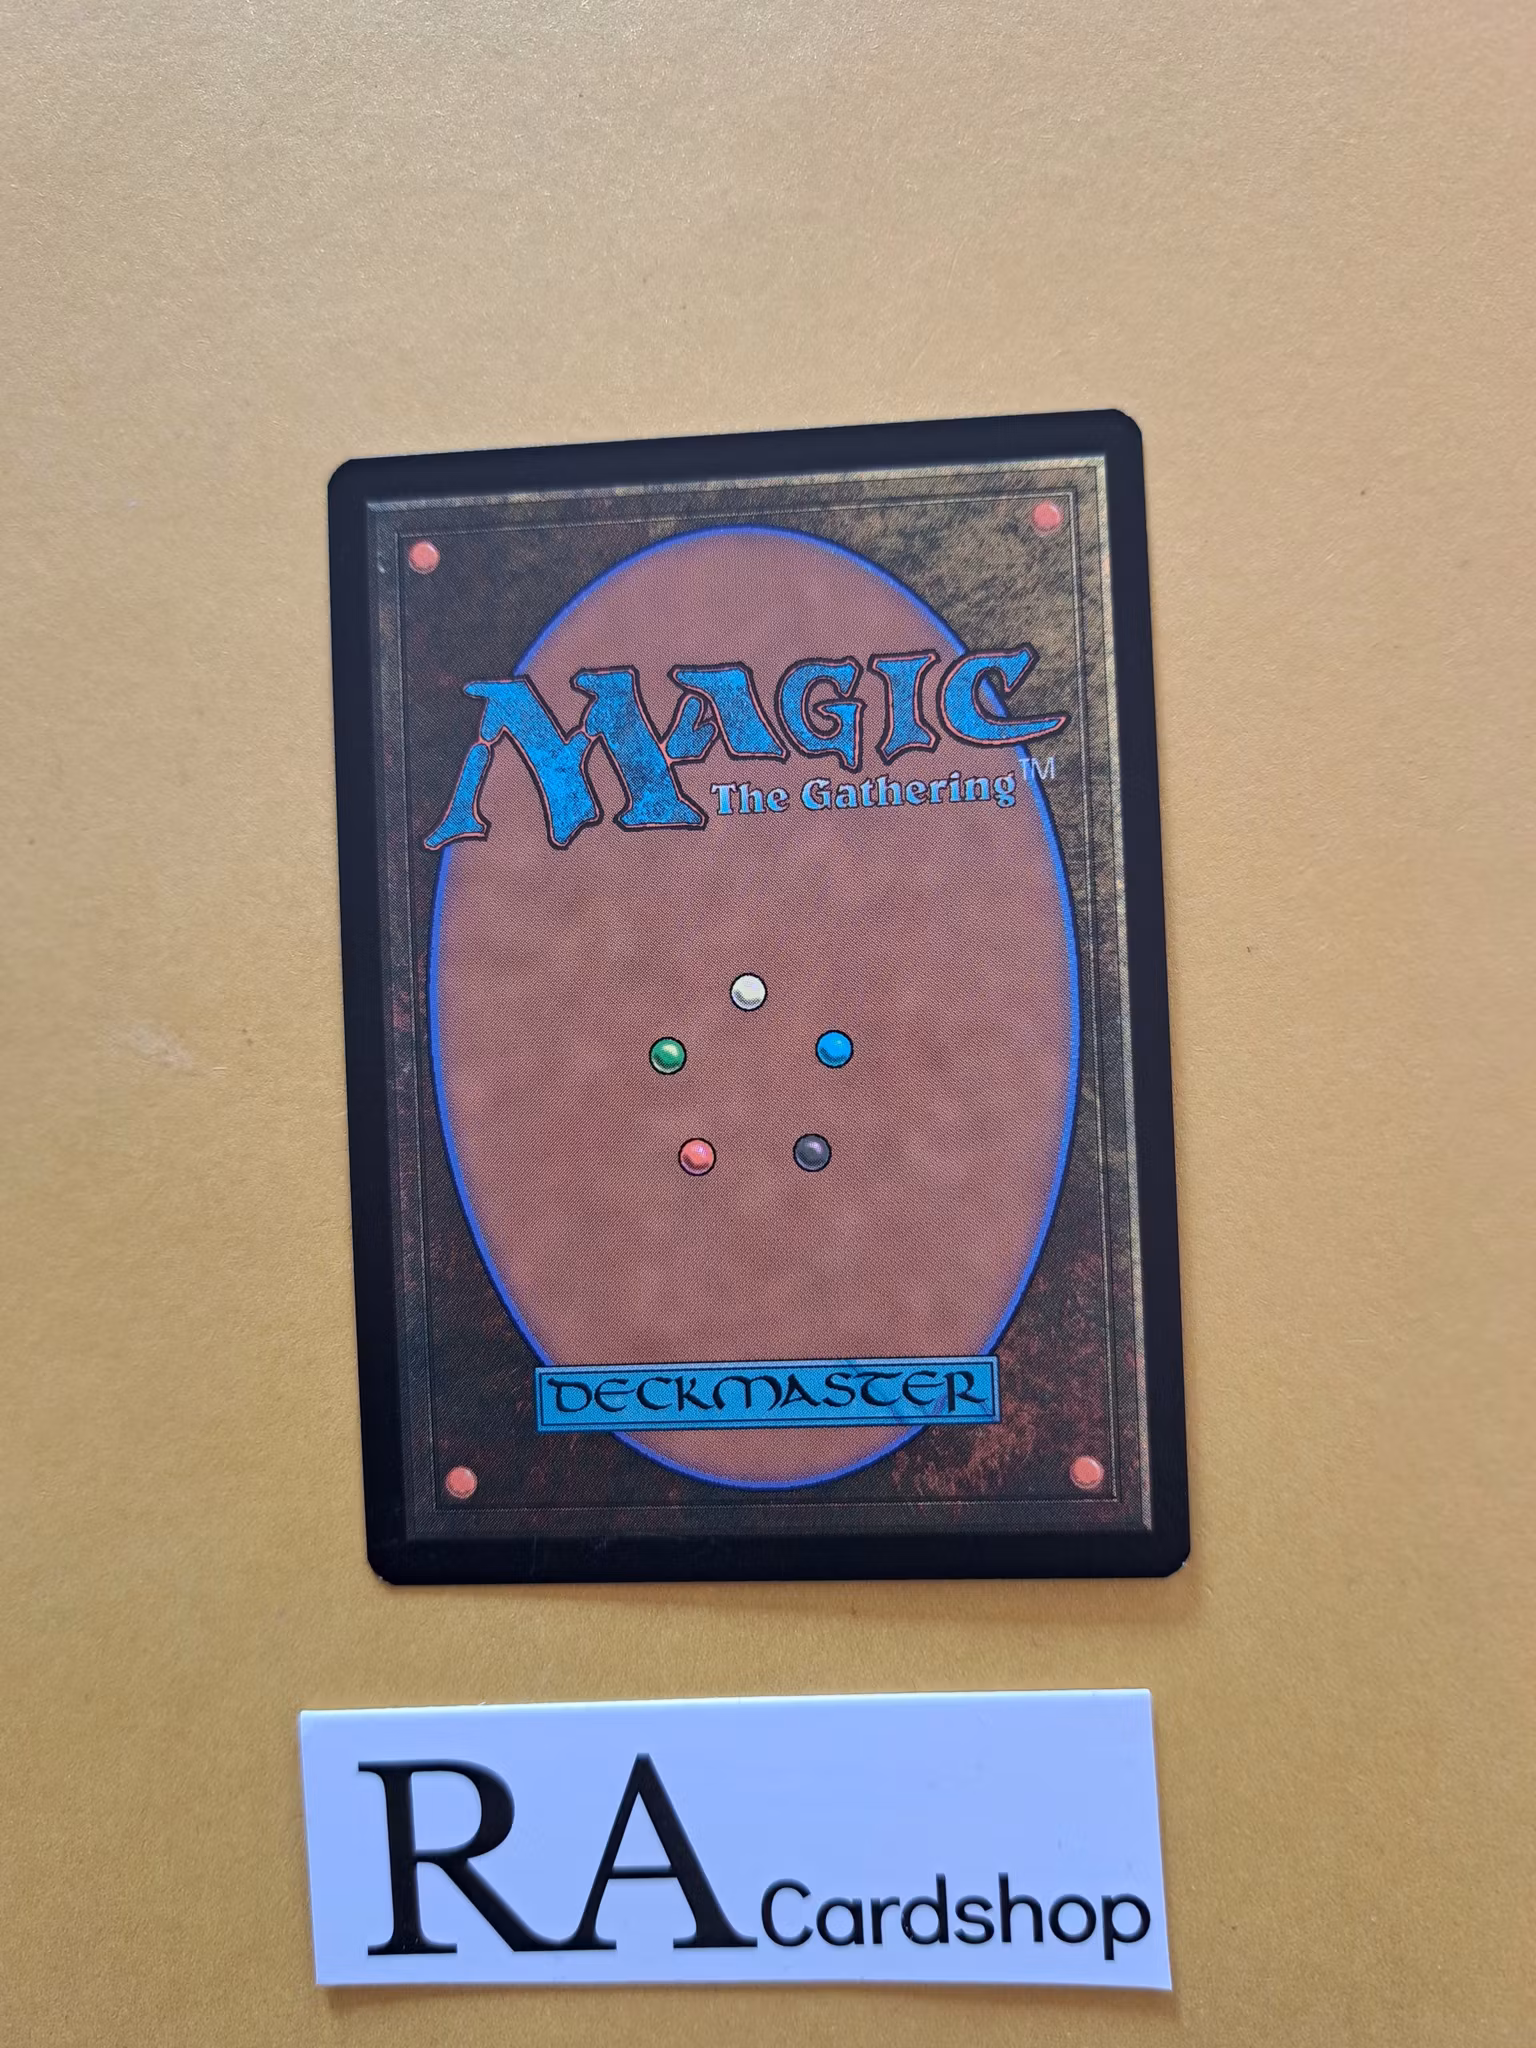 MAGIC
The Gathering™
DECKMASTER
RA Cardshop